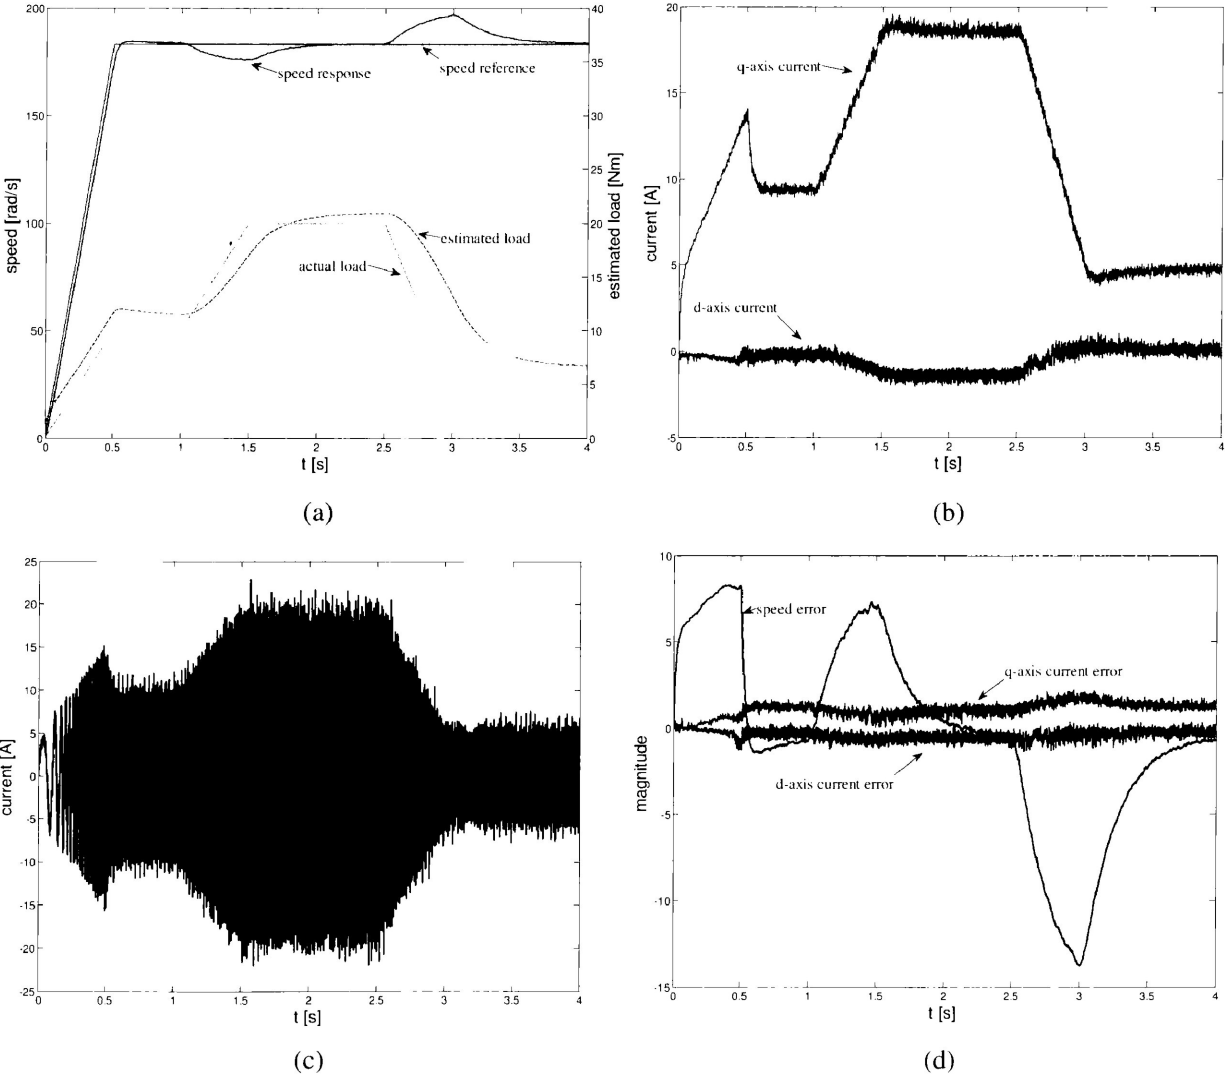 200
150
100
50
0
speed [rad/s]
speed response
speed reference
estimated load
actual load
40
35
30
25
20
15
10
5
0
estimated load [Nm]
0 0.5 1 1.5 2 2.5 3 3.5 4
t [s]
(a)
20
15
10
5
0
-5
current [A]
q-axis current
d-axis current
0 0.5 1 1.5 2 2.5 3 3.5 4
t [s]
(b)
25
20
15
10
5
0
-5
-10
-15
-20
-25
current [A]
0 0.5 1 1.5 2 2.5 3 3.5 4
t [s]
(c)
10
5
0
-5
-10
-15
magnitude
speed error
q-axis current error
d-axis current error
0 0.5 1 1.5 2 2.5 3 3.5 4
t [s]
(d)